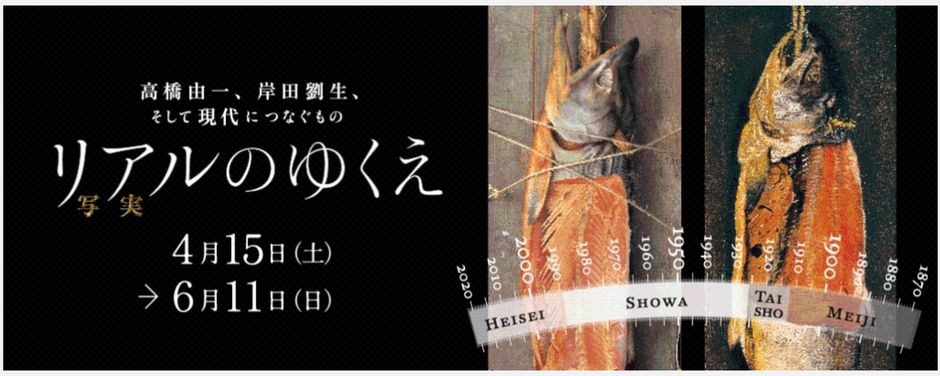 高橋由一、岸田劉生、
そして現代につなぐもの
リアルのゆくえ
写実
4月15日(土)
→6月11日(日)
2020 2010 2000 1990 1980 1970 1960 1950 1940 1930 1920 1910 1900 1890 1880 1870
HEISEI SHOWA TAI
SHO MEIJI